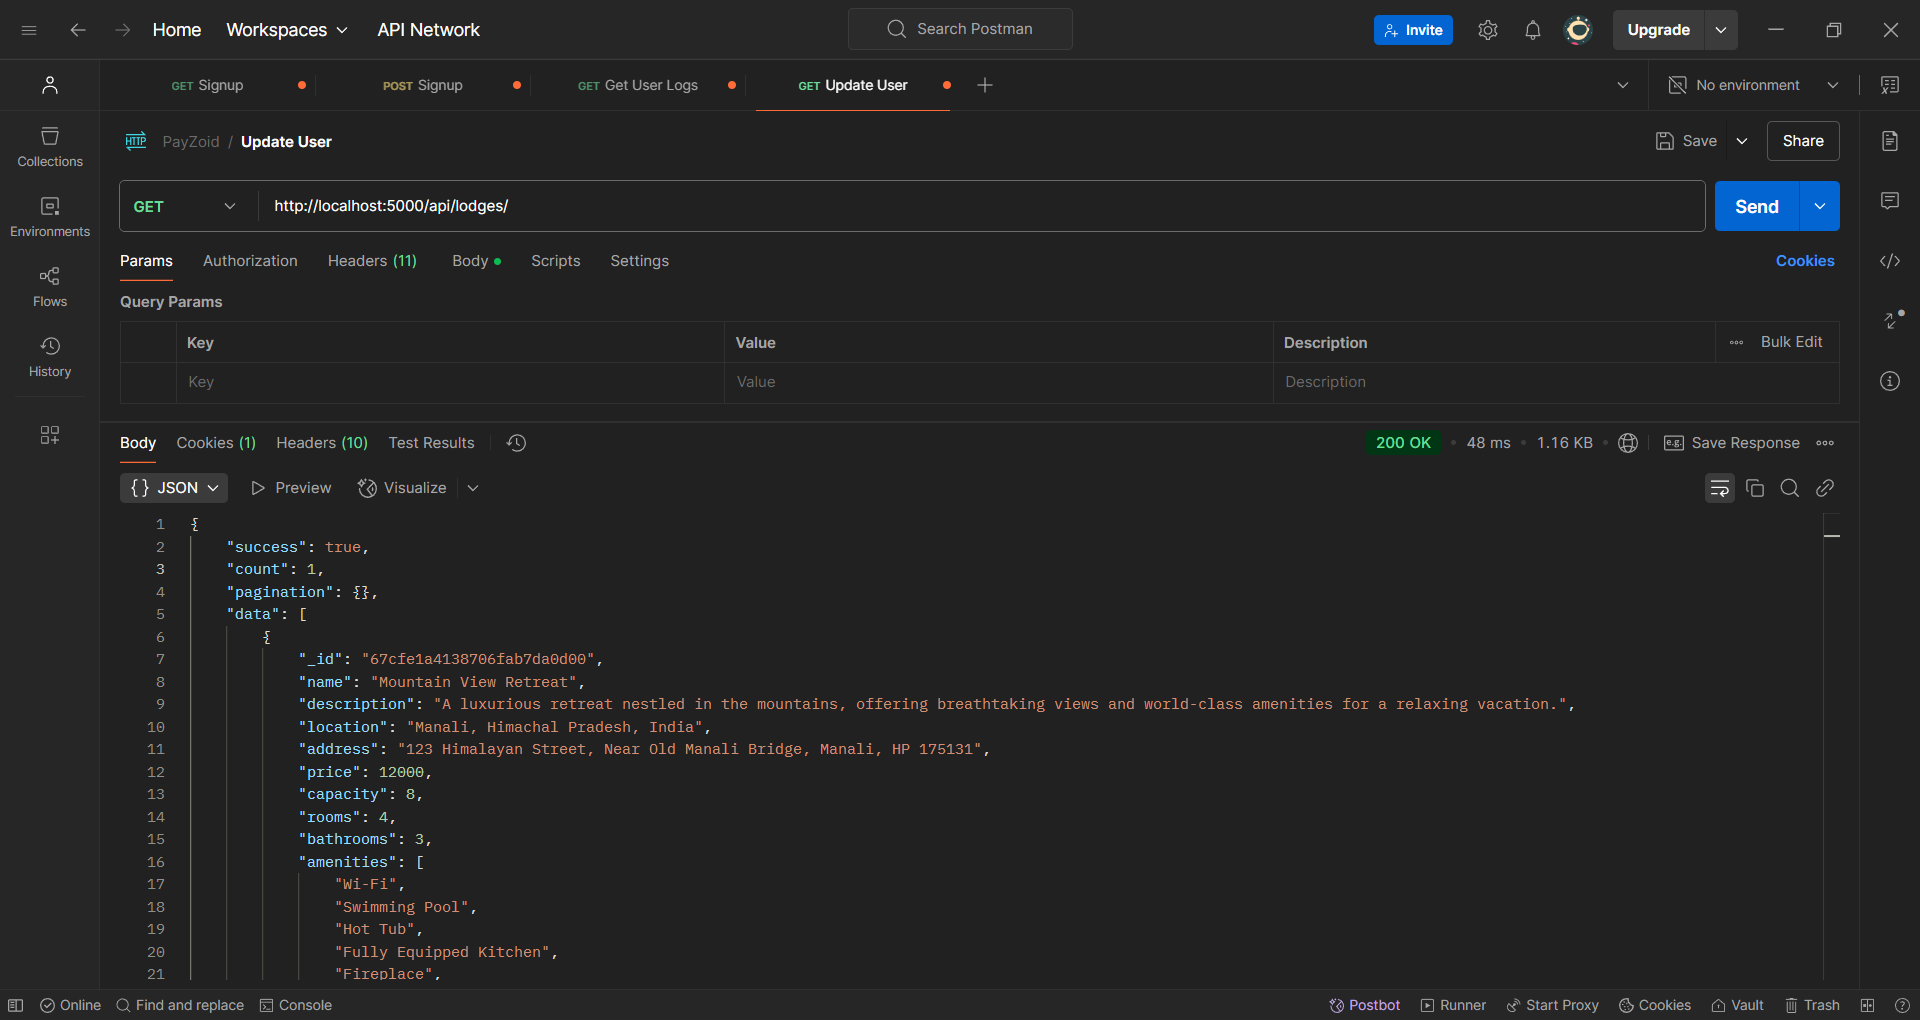 Home Workspaces API Network Search Postman Invite Upgrade
GET Signup POST Signup GET Get User Logs GET Update User No environment
HTTP PayZoid / Update User Save Share
GET http://localhost:5000/api/lodges/ Send
Params Authorization Headers (11) Body Scripts Settings Cookies
Query Params
Key Value Description Bulk Edit
Key Value Description
Collections
Environments
Flows
History
Body Cookies (1) Headers (10) Test Results 200 OK 48 ms 1.16 KB e.g. Save Response
{} JSON Preview Visualize
1 {
2 "success": true,
3 "count": 1,
4 "pagination": {},
5 "data": [
6 {
7 "_id": "67cfe1a4138706fab7da0d00",
8 "name": "Mountain View Retreat",
9 "description": "A luxurious retreat nestled in the mountains, offering breathtaking views and world-class amenities for a relaxing vacation.",
10 "location": "Manali, Himachal Pradesh, India",
11 "address": "123 Himalayan Street, Near Old Manali Bridge, Manali, HP 175131",
12 "price": 12000,
13 "capacity": 8,
14 "rooms": 4,
15 "bathrooms": 3,
16 "amenities": [
17 "Wi-Fi",
18 "Swimming Pool",
19 "Hot Tub",
20 "Fully Equipped Kitchen",
21 "Fireplace",
Online Find and replace Console Postbot Runner Start Proxy Cookies Vault Trash